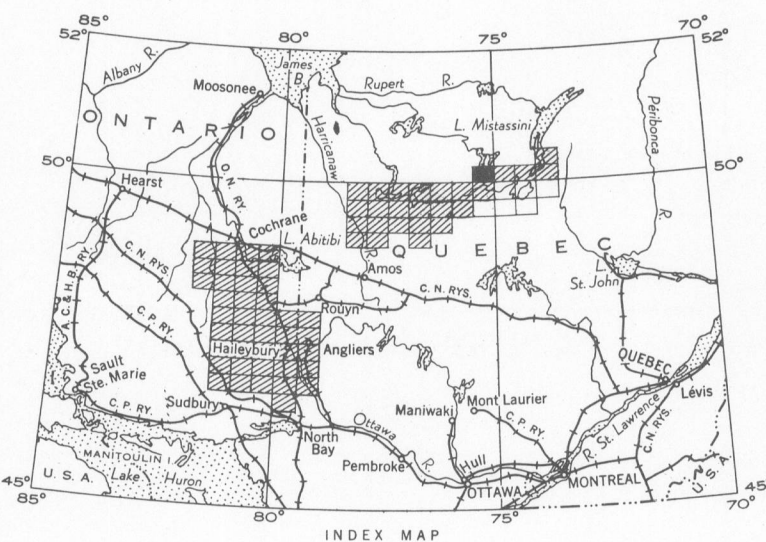 85°
80°
75°
70°
52°
52°
Albany R.
James
B.
Moosonee
Rupert R.
Péribonca
R.
ONTARIO
Harricanaw
R.
L. Mistassini
50°
50°
Hearst
O. N. RY.
Cochrane
L. Abitibi
QUEBEC
C. N. RYS.
Amos
C. N. RYS.
L.
St. John
A. C. & H. B. RY.
C. P. RY.
Rouyn
Haileybury
Angliers
QUEBEC
Lévis
Sault
Ste. Marie
C. P. RY.
Sudbury
Mont Laurier
Maniwaki
C. P. RY
R. St. Lawrence
C. N. RYS.
North
Bay
Ottawa
R.
MANITOULIN I.
Pembroke
Hull
OTTAWA
MONTREAL
U. S. A.
U. S. A.
Lake Huron
45°
45°
85°
80°
75°
70°
INDEX MAP